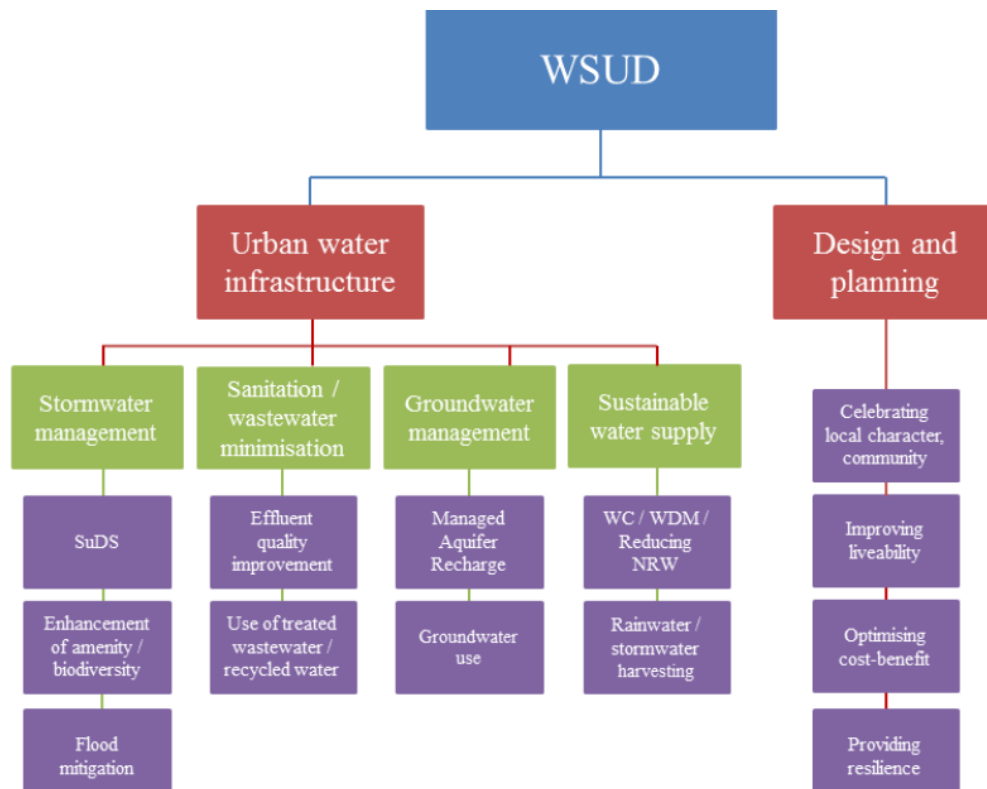 WSUD
Urban water
infrastructure
Design and
planning
Stormwater
management
Sanitation /
wastewater
minimisation
Groundwater
management
Sustainable
water supply
Celebrating
local character,
community
SuDS
Effluent
quality
improvement
Managed
Aquifer
Recharge
WC / WDM /
Reducing
NRW
Improving
liveability
Enhancement
of amenity /
biodiversity
Use of treated
wastewater /
recycled water
Groundwater
use
Rainwater /
stormwater
harvesting
Optimising
cost-benefit
Flood
mitigation
Providing
resilience